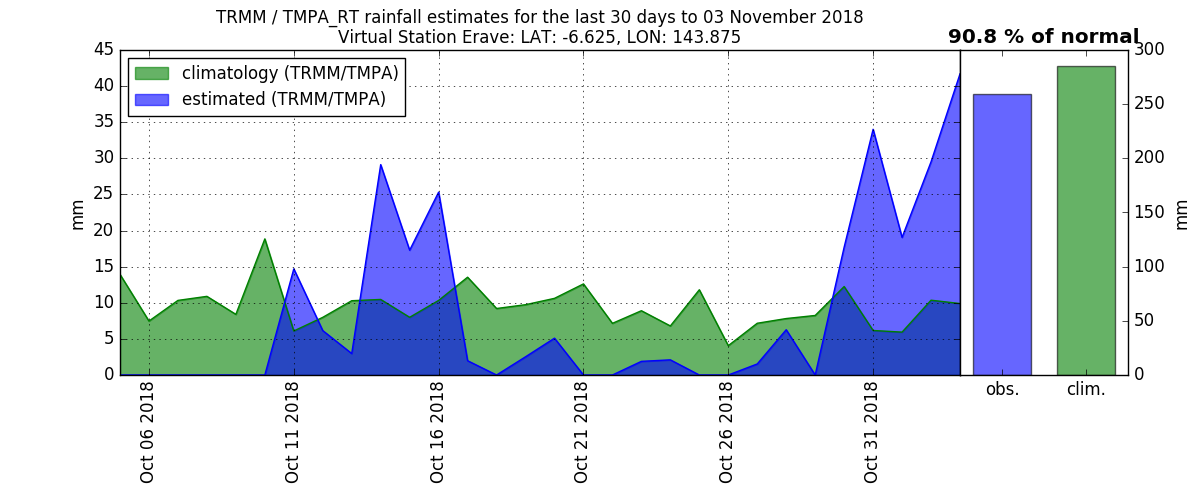 TRMM / TMPA_RT rainfall estimates for the last 30 days to 03 November 2018
Virtual Station Erave: LAT: -6.625, LON: 143.875
90.8 % of normal
climatology (TRMM/TMPA)
estimated (TRMM/TMPA)
45
40
35
30
25
20
15
10
5
0
mm
Oct 06 2018
Oct 11 2018
Oct 16 2018
Oct 21 2018
Oct 26 2018
Oct 31 2018
300
250
200
150
100
50
0
mm
obs.
clim.